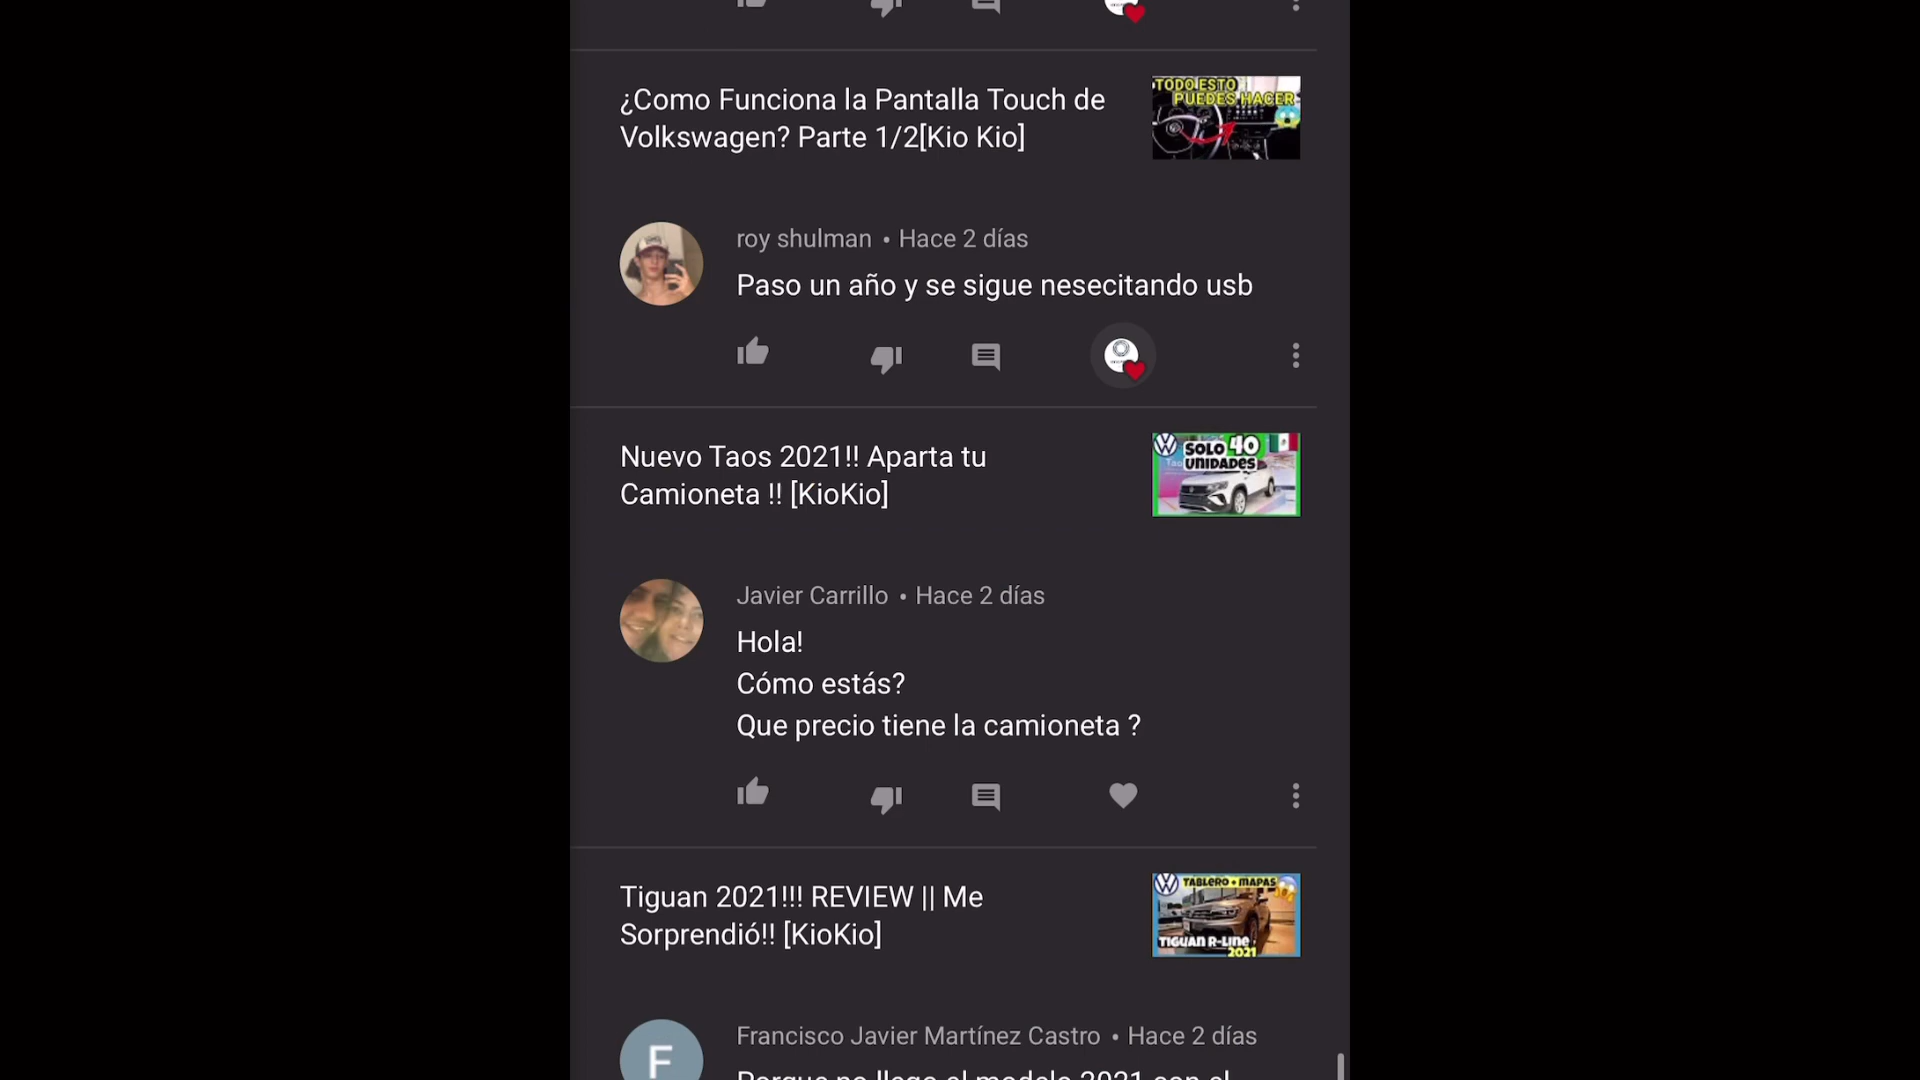 ¿Como Funciona la Pantalla Touch de
Volkswagen? Parte 1/2[Kio Kio]
TODO ESTO
PUEDES HACER
roy shulman • Hace 2 días
Paso un año y se sigue nesecitando usb
Nuevo Taos 2021!! Aparta tu
Camioneta !! [KioKio]
SOLO 40
UNIDADES
Javier Carrillo • Hace 2 días
Hola!
Cómo estás?
Que precio tiene la camioneta ?
Tiguan 2021!!! REVIEW || Me
Sorprendió!! [KioKio]
TABLERO + MAPAS
TIGUAN R-LINE
2021
F
Francisco Javier Martínez Castro • Hace 2 días
Porque no llego el modelo 2021 con el